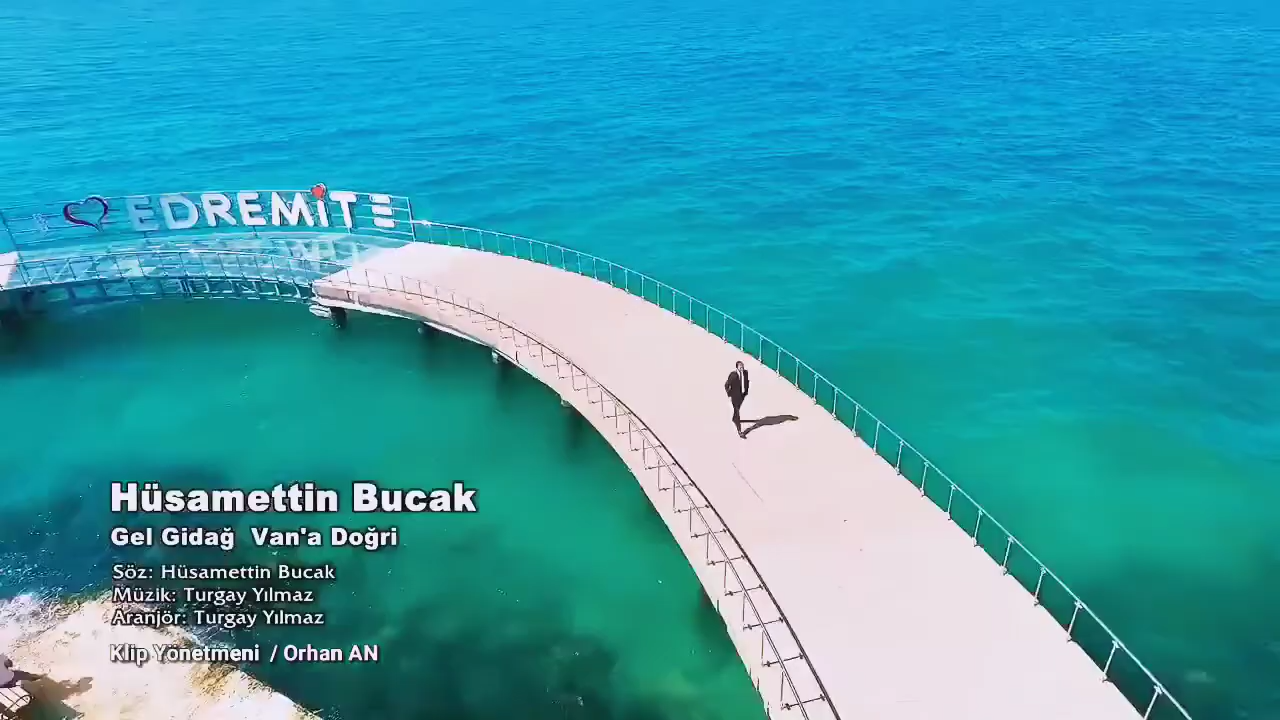 EDREMİT
Hüsamettin Bucak
Gel Gidağ Van'a Doğri
Söz: Hüsamettin Bucak
Müzik: Turgay Yılmaz
Aranjör: Turgay Yılmaz
Klip Yönetmeni / Orhan AN